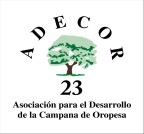 ADECOR
23
Asociación para el Desarrollo
de la Campana de Oropesa